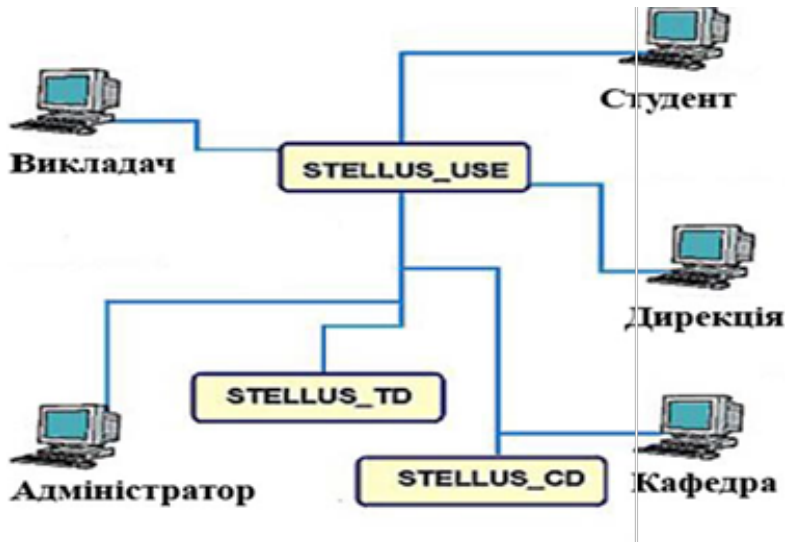 Студент
Викладач
STELLUS_USE
Дирекція
STELLUS_TD
Адміністратор
STELLUS_CD
Кафедра